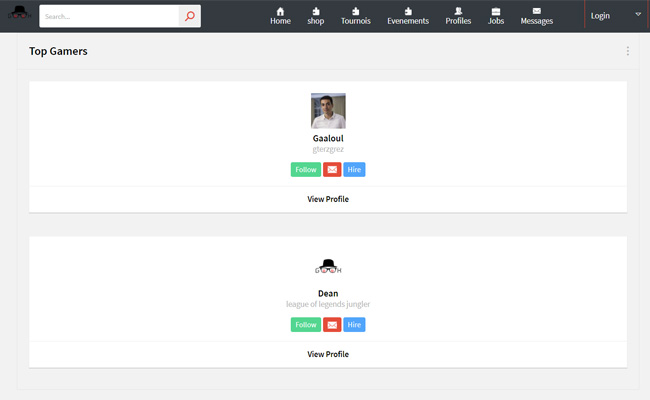 Search...
Home
shop
Tournois
Evenements
Profiles
Jobs
Messages
Login
Top Gamers
Gaaloul
gterzgrez
Follow
Hire
View Profile
G H
Dean
league of legends jungler
Follow
Hire
View Profile